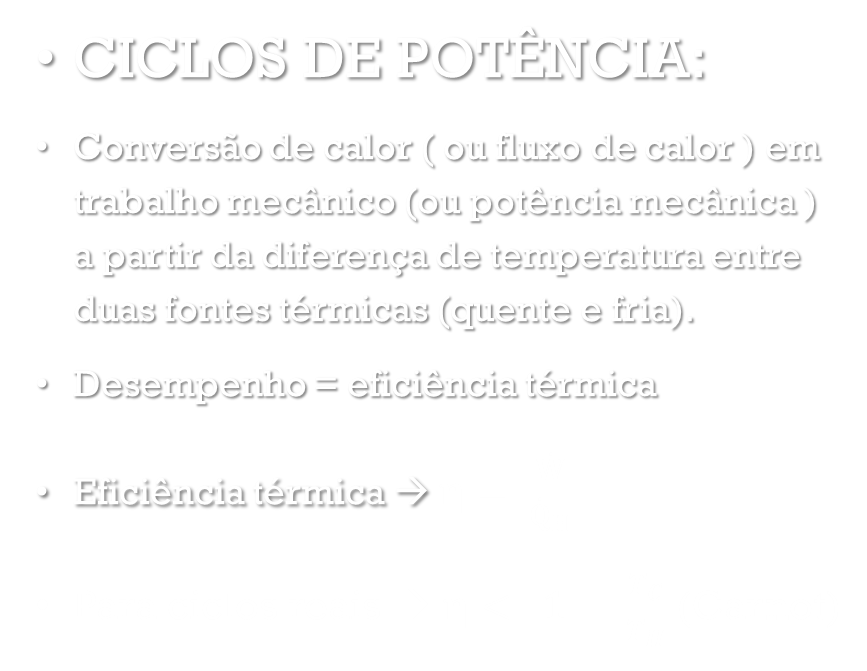 • CICLOS DE POTÊNCIA:
• Conversão de calor ( ou fluxo de calor ) em
trabalho mecânico (ou potência mecânica )
a partir da diferença de temperatura entre
duas fontes térmicas (quente e fria).
• Desempenho = eficiência térmica
• Eficiência térmica →